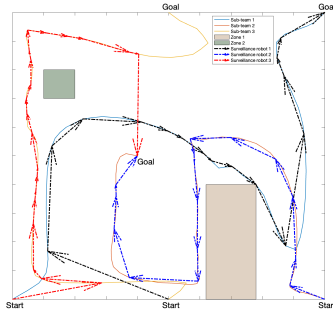 Goal
Goal
Sub-team 1
Sub-team 2
Sub-team 3
Zone 1
Zone 2
Surveillance robot 1
Surveillance robot 2
Surveillance robot 3
Goal
Start
Start
Start